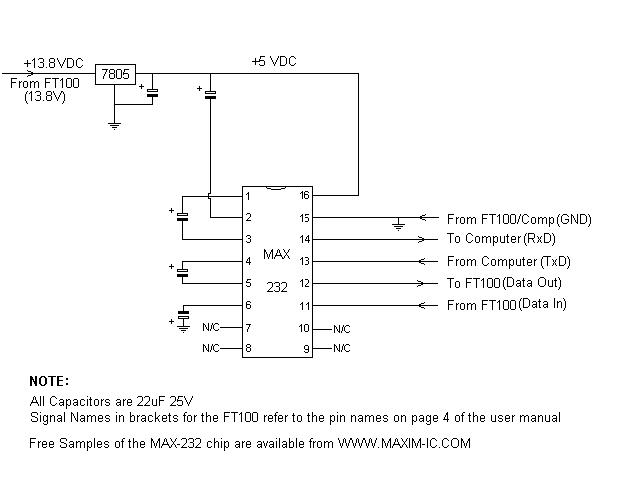 +13.8VDC
7805
+5 VDC
From FT100
(13.8V)
+
+
1
16
+
2
15
From FT100/Comp(GND)
3
14
To Computer(RxD)
MAX
+
4
13
From Computer(TxD)
232
5
12
To FT100(Data Out)
6
11
From FT100(Data In)
+
N/C
7
10
N/C
N/C
8
9
N/C
NOTE:
All Capacitors are 22uF 25V
Signal Names in brackets for the FT100 refer to the pin names on page 4 of the user manual
Free Samples of the MAX-232 chip are available from WWW.MAXIM-IC.COM